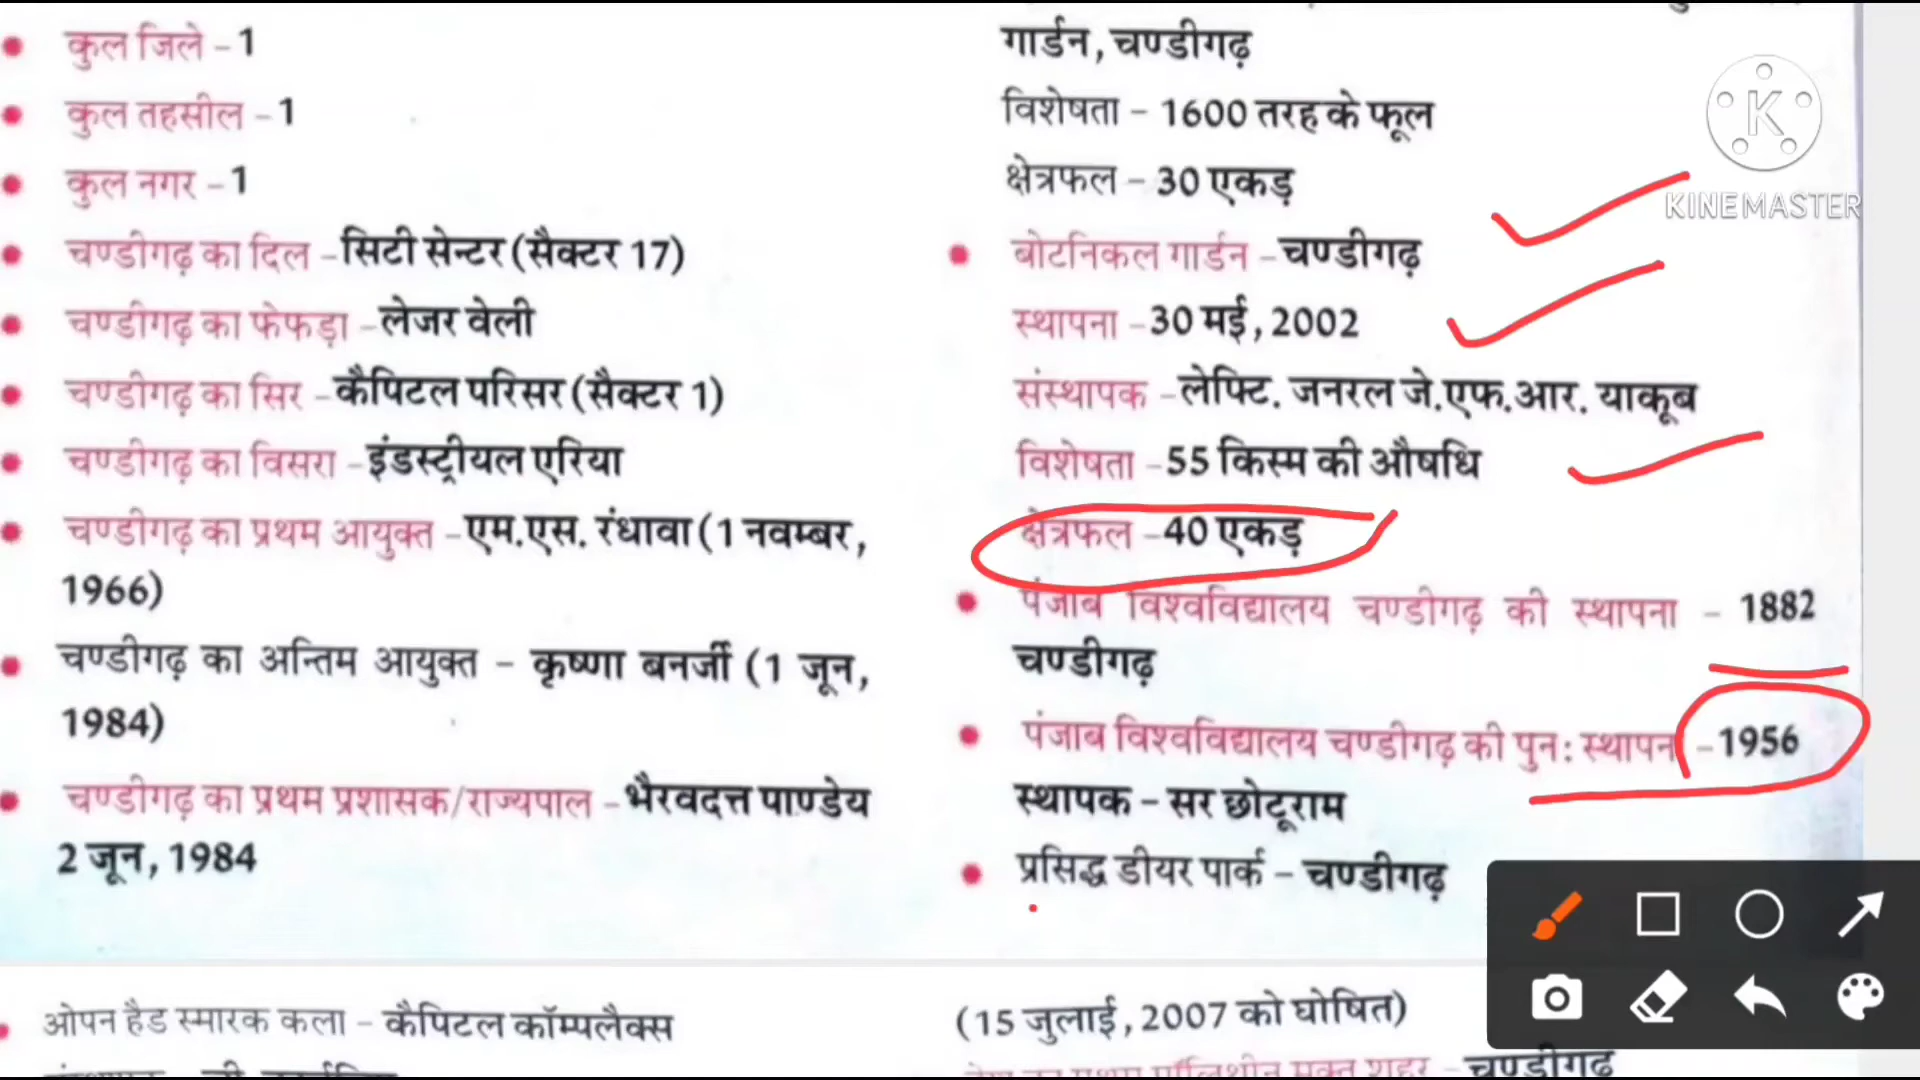 कुल जिले – 1
कुल तहसील – 1
कुल नगर – 1
चण्डीगढ़ का दिल – सिटी सेन्टर (सैक्टर 17)
चण्डीगढ़ का फेफड़ा – लेजर वेली
चण्डीगढ़ का सिर – कैपिटल परिसर (सैक्टर 1)
चण्डीगढ़ का विसरा – इंडस्ट्रीयल एरिया
चण्डीगढ़ का प्रथम आयुक्त – एम.एस. रंधावा (1 नवम्बर,
1966)
चण्डीगढ़ का अन्तिम आयुक्त – कृष्णा बनर्जी (1 जून,
1984)
चण्डीगढ़ का प्रथम प्रशासक/राज्यपाल – भैरवदत्त पाण्डेय
2 जून, 1984
ओपन हैड स्मारक कला – कैपिटल कॉम्पलैक्स
गार्डन, चण्डीगढ़
विशेषता – 1600 तरह के फूल
क्षेत्रफल – 30 एकड़
बोटनिकल गार्डन – चण्डीगढ़
स्थापना – 30 मई, 2002
संस्थापक – लेफ्टि. जनरल जे.एफ.आर. याकूब
विशेषता – 55 किस्म की औषधि
क्षेत्रफल – 40 एकड़
पंजाब विश्वविद्यालय चण्डीगढ़ की स्थापना – 1882
चण्डीगढ़
पंजाब विश्वविद्यालय चण्डीगढ़ की पुन: स्थापन – 1956
स्थापक – सर छोटूराम
प्रसिद्ध डीयर पार्क – चण्डीगढ़
(15 जुलाई, 2007 को घोषित)
चण्डीगढ़
K
KINEMASTER